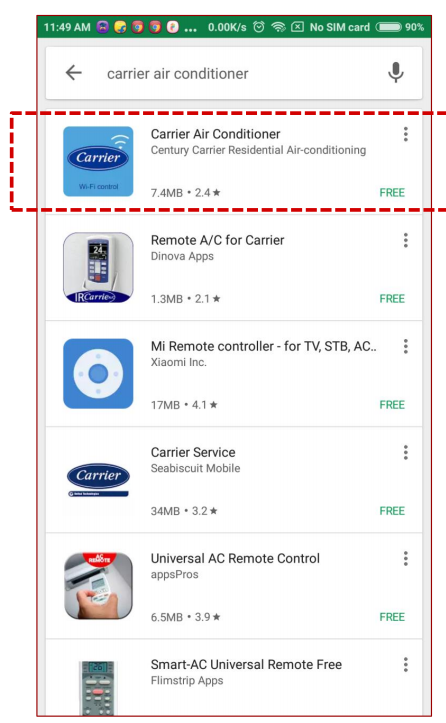 11:49 AM ... 0.00K/s No SIM card 90%
carrier air conditioner
Carrier
Wi-Fi control
Carrier Air Conditioner
Century Carrier Residential Air-conditioning
7.4MB • 2.4 ★ FREE
IRCarrier
Remote A/C for Carrier
Dinova Apps
1.3MB • 2.1 ★ FREE
Mi Remote controller - for TV, STB, AC..
Xiaomi Inc.
17MB • 4.1 ★ FREE
Carrier
Carrier Service
Seabiscuit Mobile
34MB • 3.2 ★ FREE
AC
REMOTE
Universal AC Remote Control
appsPros
6.5MB • 3.9 ★ FREE
Smart-AC Universal Remote Free
Flimstrip Apps